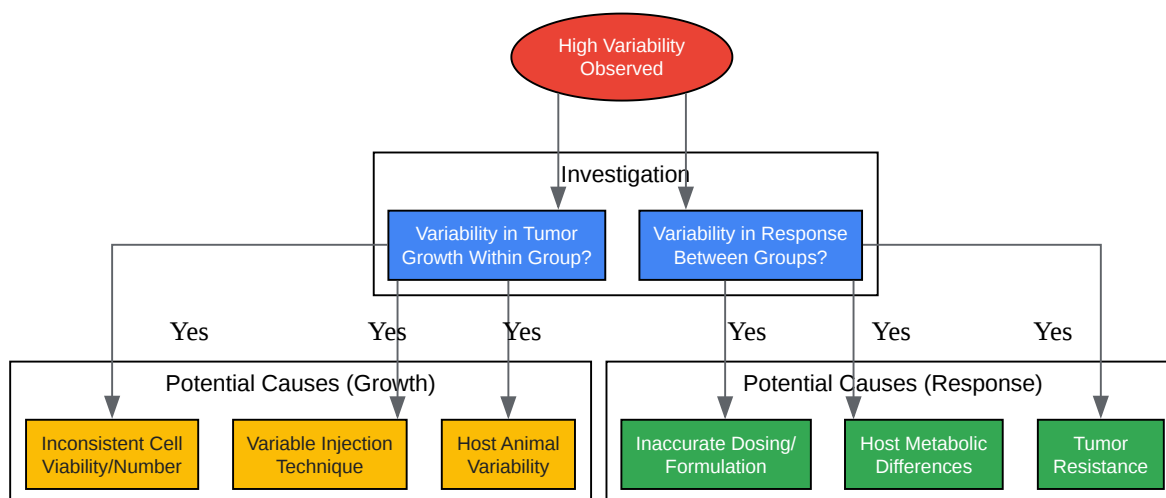 High Variability
Observed
Investigation
Variability in Tumor
Growth Within Group?
Variability in Response
Between Groups?
Yes
Yes
Yes
Yes
Yes
Yes
Potential Causes (Growth)
Inconsistent Cell
Viability/Number
Variable Injection
Technique
Host Animal
Variability
Potential Causes (Response)
Inaccurate Dosing/
Formulation
Host Metabolic
Differences
Tumor
Resistance